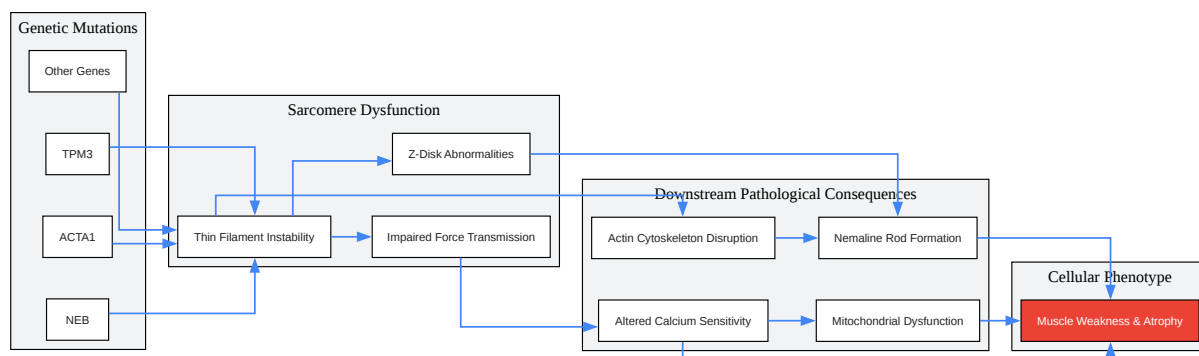 Genetic Mutations
Other Genes
TPM3
ACTA1
NEB
Sarcomere Dysfunction
Z-Disk Abnormalities
Thin Filament Instability
Impaired Force Transmission
Downstream Pathological Consequences
Actin Cytoskeleton Disruption
Nemaline Rod Formation
Altered Calcium Sensitivity
Mitochondrial Dysfunction
Cellular Phenotype
Muscle Weakness & Atrophy